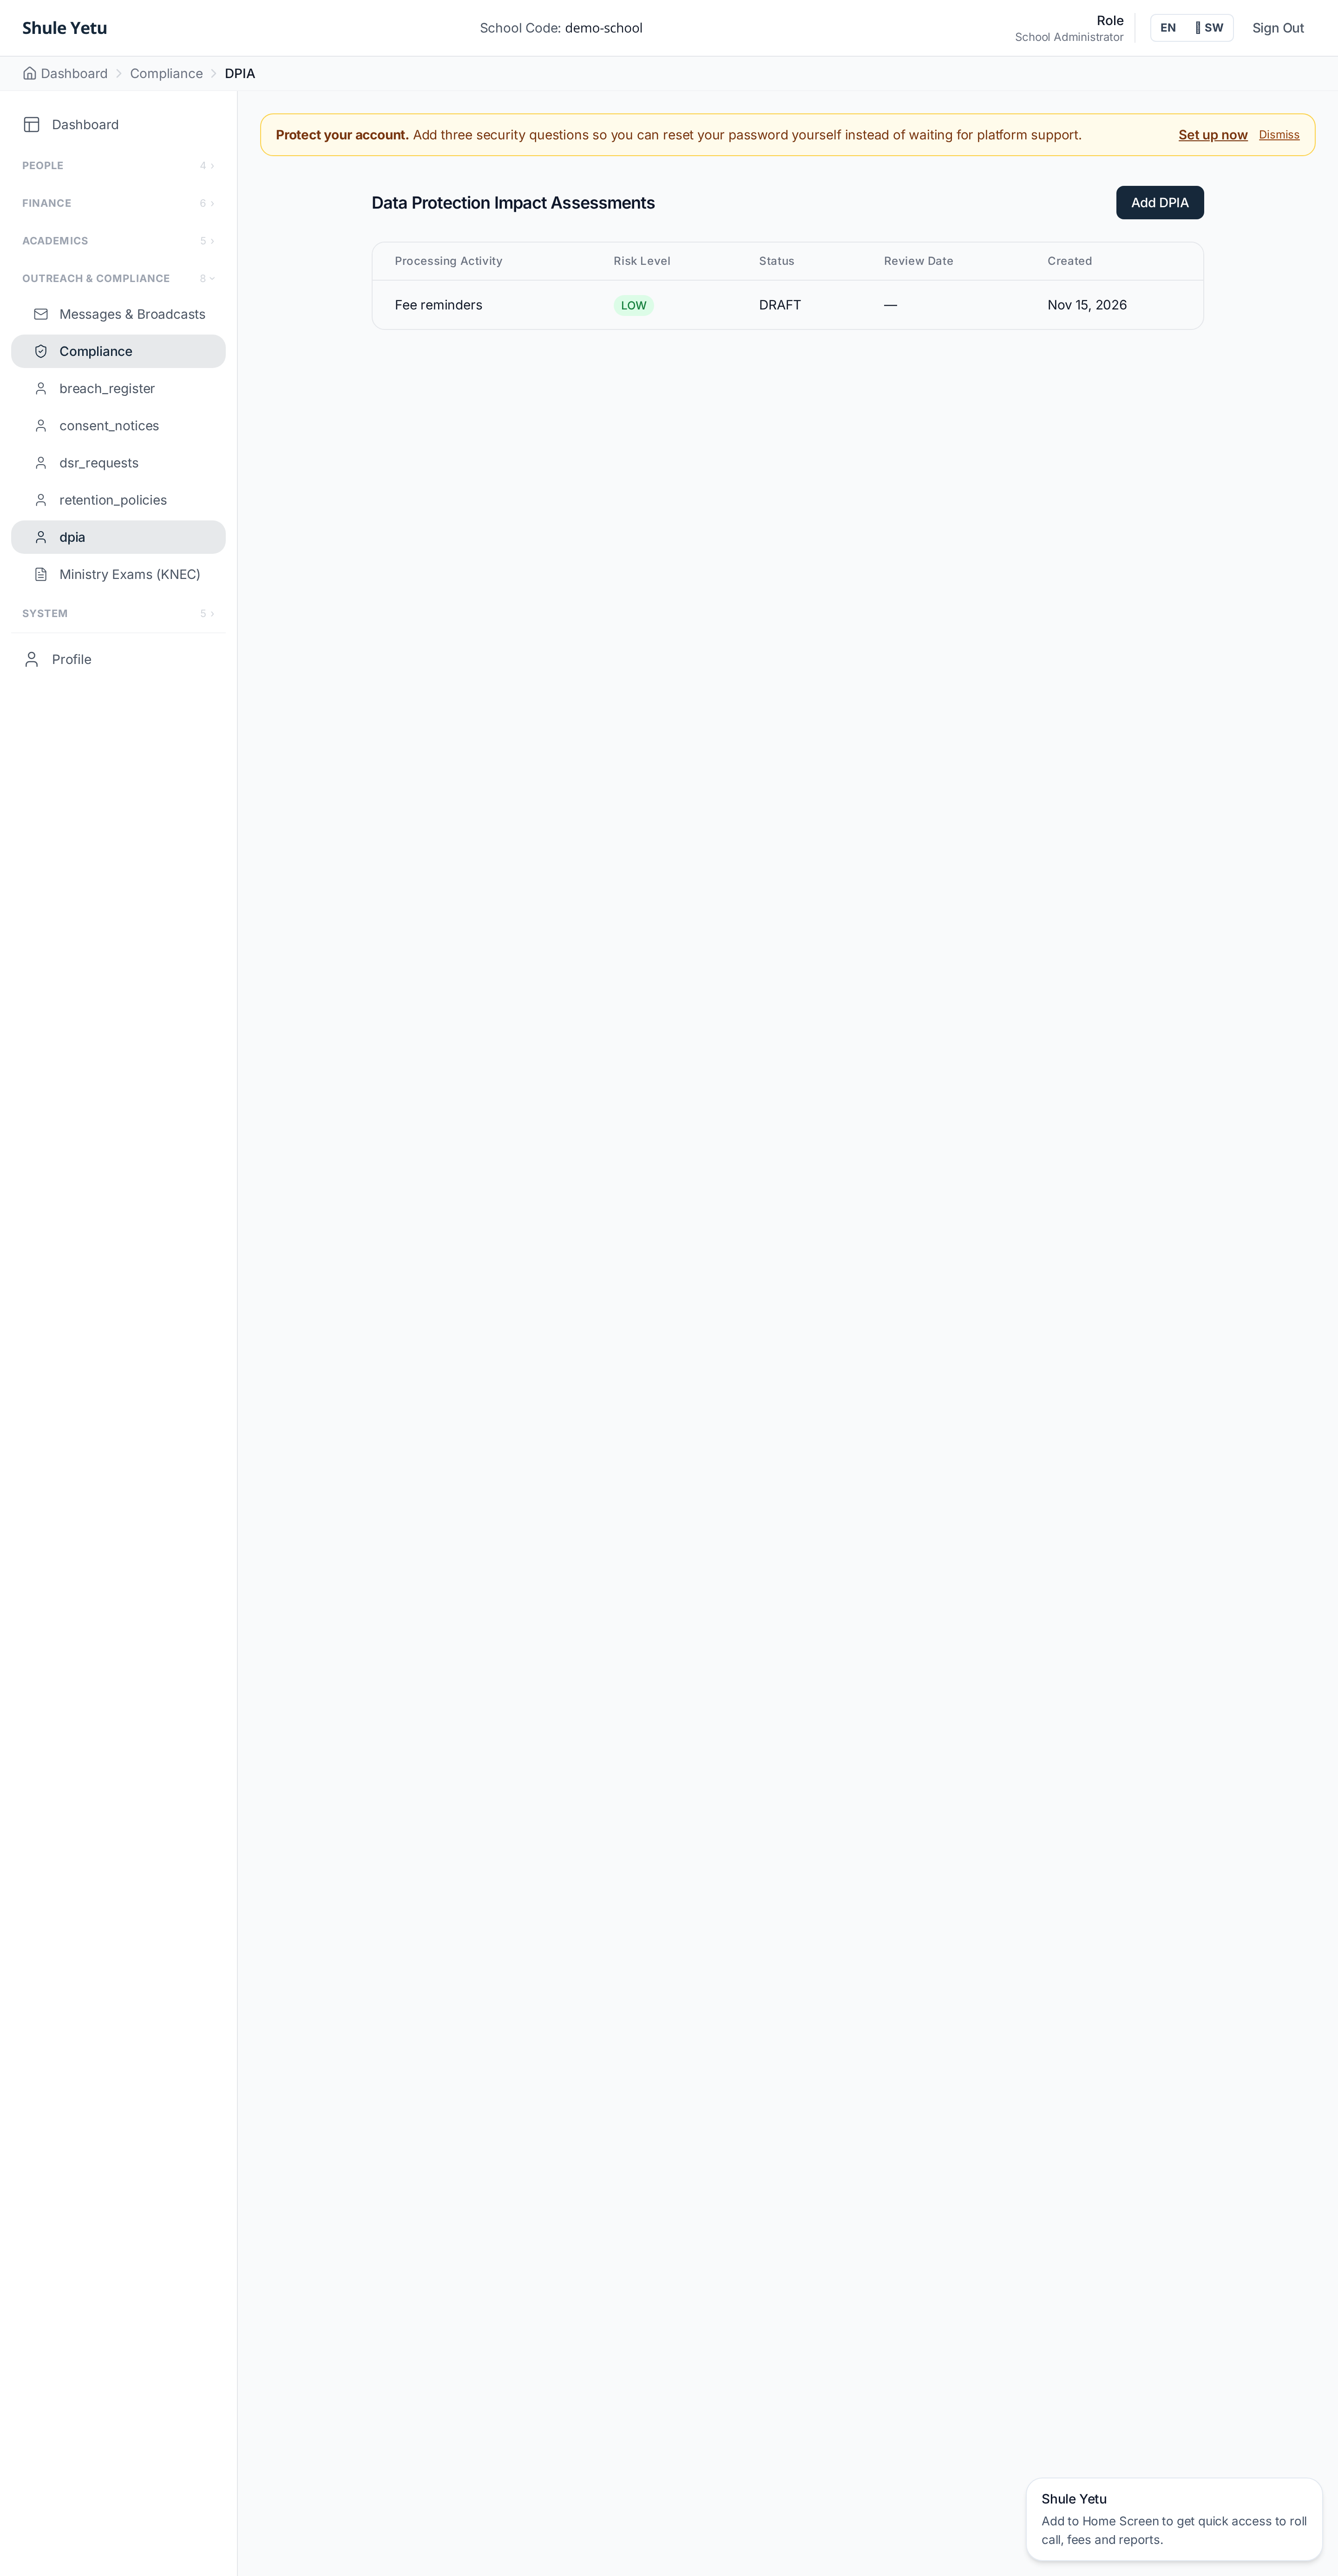 Shule Yetu
School Code: demo-school
Role
School Administrator
EN
SW
Sign Out
Dashboard
Compliance
DPIA
Dashboard
PEOPLE 4
FINANCE 6
ACADEMICS 5
OUTREACH & COMPLIANCE 8
Messages & Broadcasts
Compliance
breach_register
consent_notices
dsr_requests
retention_policies
dpia
Ministry Exams (KNEC)
SYSTEM 5
Profile
Protect your account. Add three security questions so you can reset your password yourself instead of waiting for platform support. Set up now Dismiss
Data Protection Impact Assessments
Add DPIA
Processing Activity Risk Level Status Review Date Created
Fee reminders LOW DRAFT — Nov 15, 2026
Shule Yetu
Add to Home Screen to get quick access to roll
call, fees and reports.